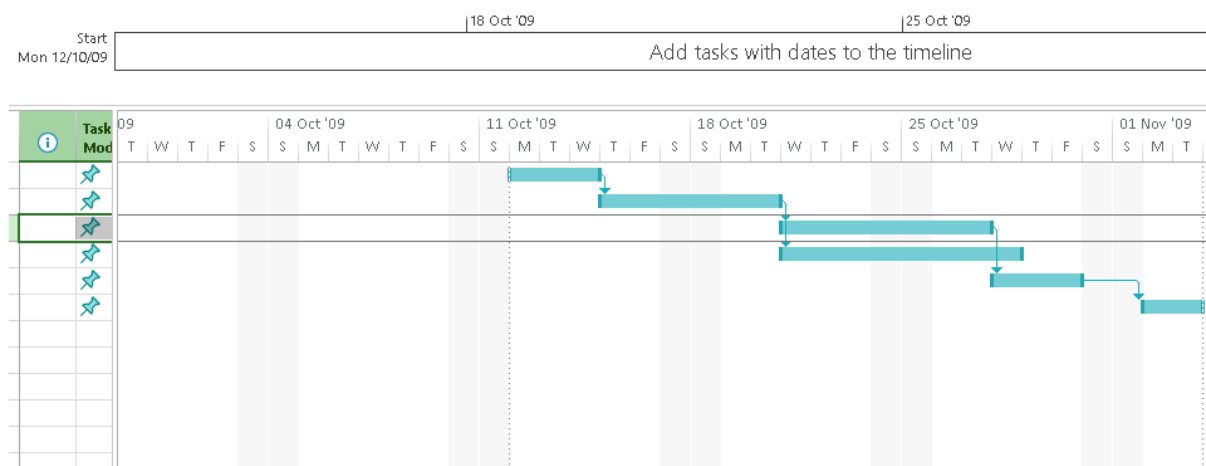 18 Oct '09 25 Oct '09
Start
Mon 12/10/09
Add tasks with dates to the timeline
Task
Mod
09 04 Oct '09 11 Oct '09 18 Oct '09 25 Oct '09 01 Nov '09
T W T F S S M T W T F S S M T W T F S S M T W T F S S M T W T F S S M T